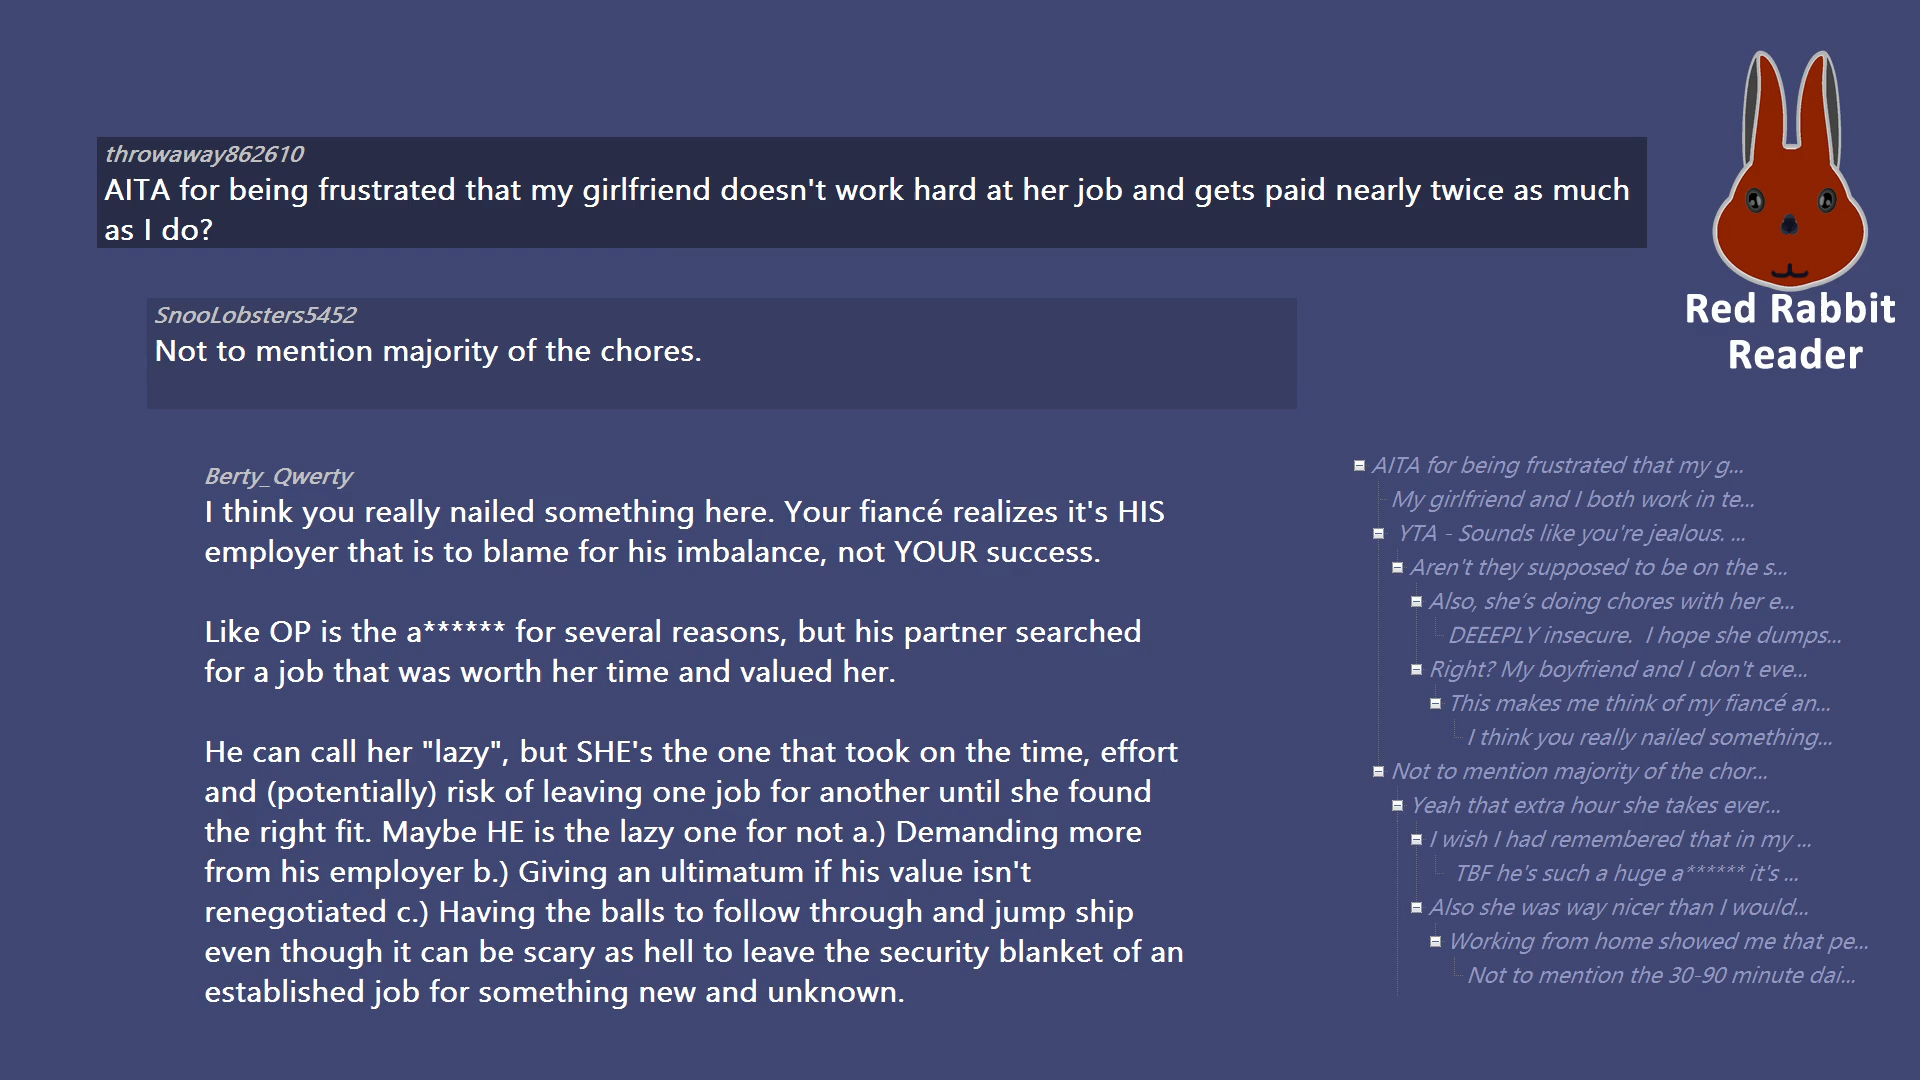 throwaway862610
AITA for being frustrated that my girlfriend doesn't work hard at her job and gets paid nearly twice as much
as I do?
SnooLobsters5452
Not to mention majority of the chores.
Berty_Qwerty
I think you really nailed something here. Your fiancé realizes it's HIS
employer that is to blame for his imbalance, not YOUR success.
Like OP is the a****** for several reasons, but his partner searched
for a job that was worth her time and valued her.
He can call her "lazy", but SHE's the one that took on the time, effort
and (potentially) risk of leaving one job for another until she found
the right fit. Maybe HE is the lazy one for not a.) Demanding more
from his employer b.) Giving an ultimatum if his value isn't
renegotiated c.) Having the balls to follow through and jump ship
even though it can be scary as hell to leave the security blanket of an
established job for something new and unknown.
Red Rabbit
Reader
AITA for being frustrated that my g...
My girlfriend and I both work in te...
YTA - Sounds like you're jealous. ...
Aren't they supposed to be on the s...
Also, she’s doing chores with her e...
DEEEPLY insecure.  I hope she dumps...
Right? My boyfriend and I don't eve...
This makes me think of my fiancé an...
I think you really nailed something...
Not to mention majority of the chor...
Yeah that extra hour she takes ever...
I wish I had remembered that in my ...
TBF he's such a huge a****** it's ...
Also she was way nicer than I would...
Working from home showed me that pe...
Not to mention the 30-90 minute dai...